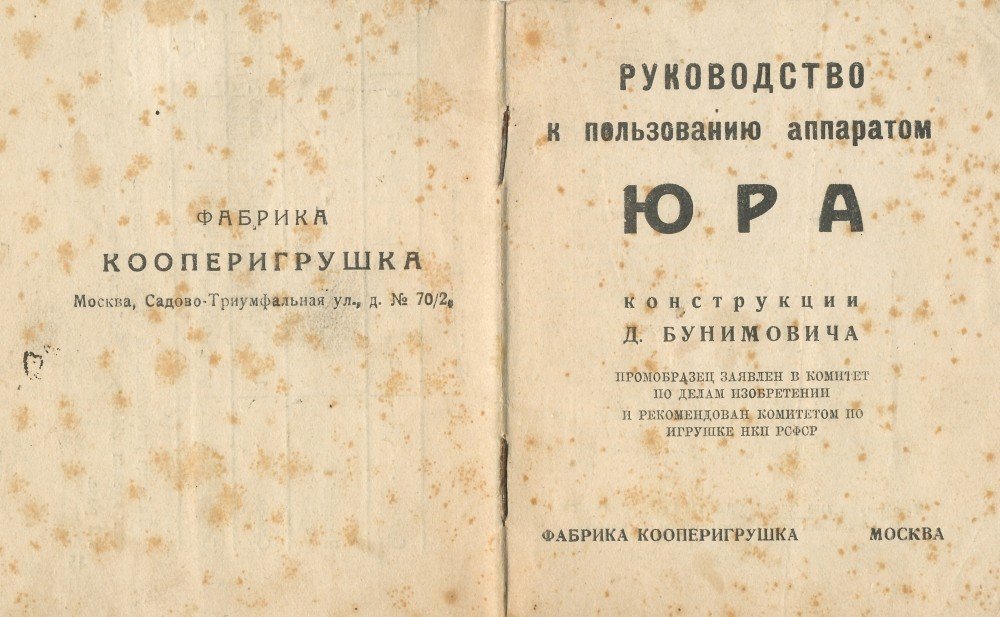 ФАБРИКА
КООПЕРИГРУШКА
Москва, Садово-Триумфальная ул., д. № 70/2.
РУКОВОДСТВО
к пользованию аппаратом
ЮРА
конструкции
Д. БУНИМОВИЧА
ПРОМОБРАЗЕЦ ЗАЯВЛЕН В КОМИТЕТ
ПО ДЕЛАМ ИЗОБРЕТЕНИИ
И РЕКОМЕНДОВАН КОМИТЕТОМ ПО
ИГРУШКЕ НКП РСФСР
ФАБРИКА КООПЕРИГРУШКА МОСКВА